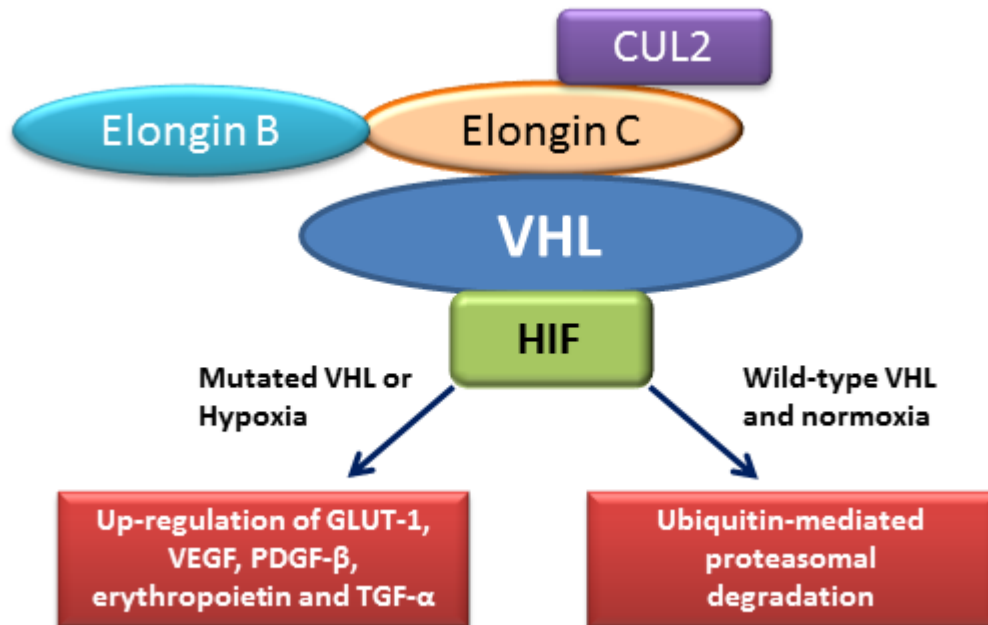 CUL2
Elongin B
Elongin C
VHL
HIF
Mutated VHL or
Hypoxia
Wild-type VHL
and normoxia
Up-regulation of GLUT-1,
VEGF, PDGF-β,
erythropoietin and TGF-α
Ubiquitin-mediated
proteasomal
degradation